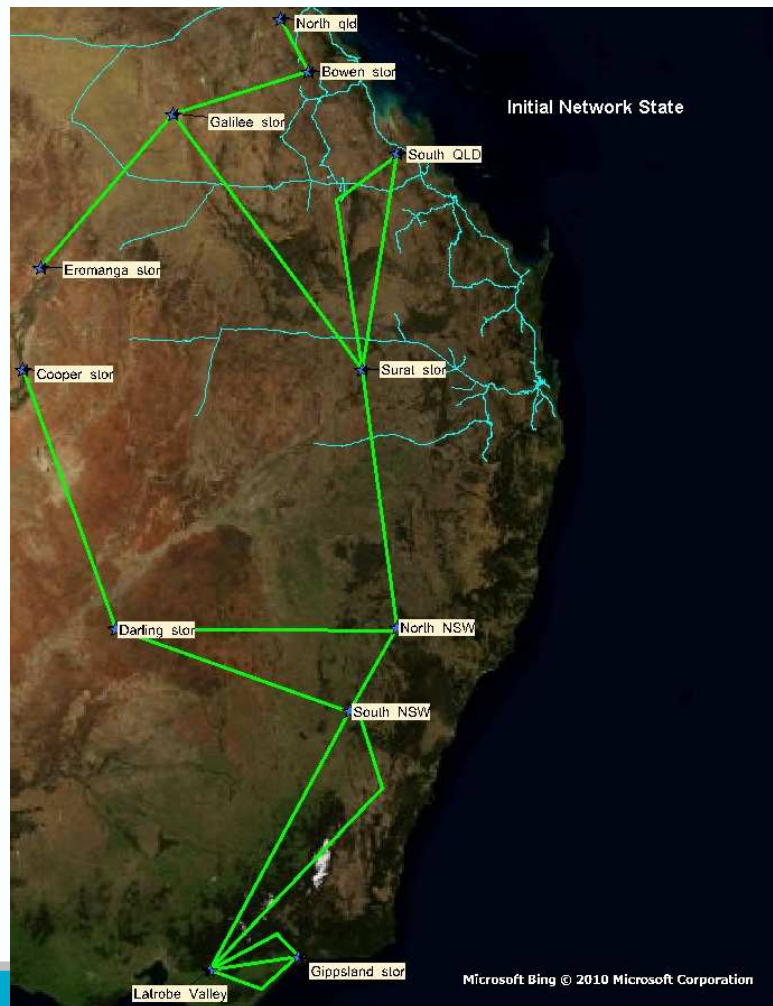 North qld
Bowen stor
Initial Network State
Galilee stor
South QLD
Eromanga stor
Cooper stor
Surat stor
Darling stor
North NSW
South NSW
Gippsland stor
Latrobe Valley
Microsoft Bing © 2010 Microsoft Corporation